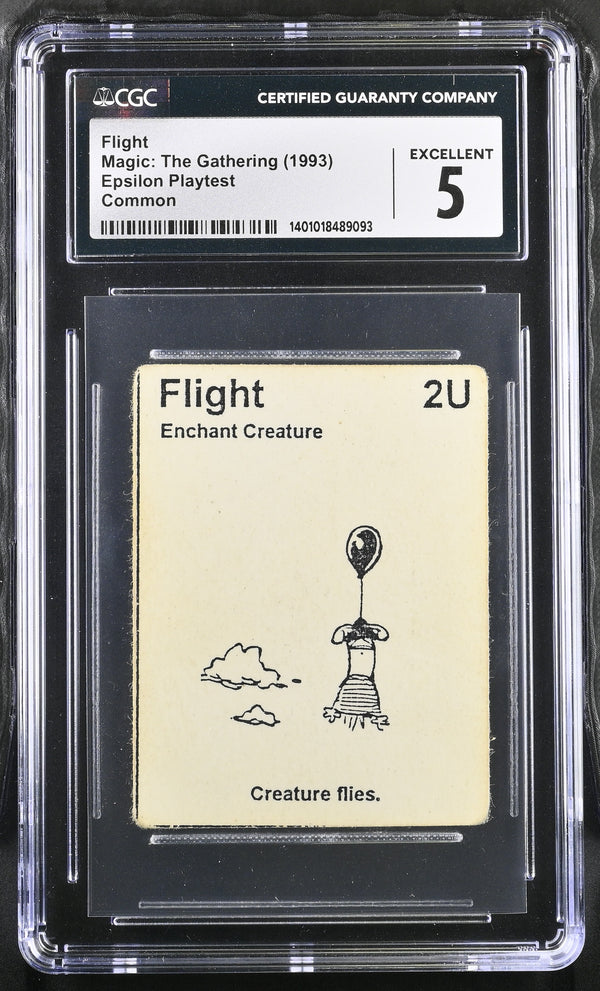 CGC
CERTIFIED GUARANTY COMPANY
Flight
Magic: The Gathering (1993)
Epsilon Playtest
Common
EXCELLENT
5
1401018489093
Flight 2U
Enchant Creature
Creature flies.